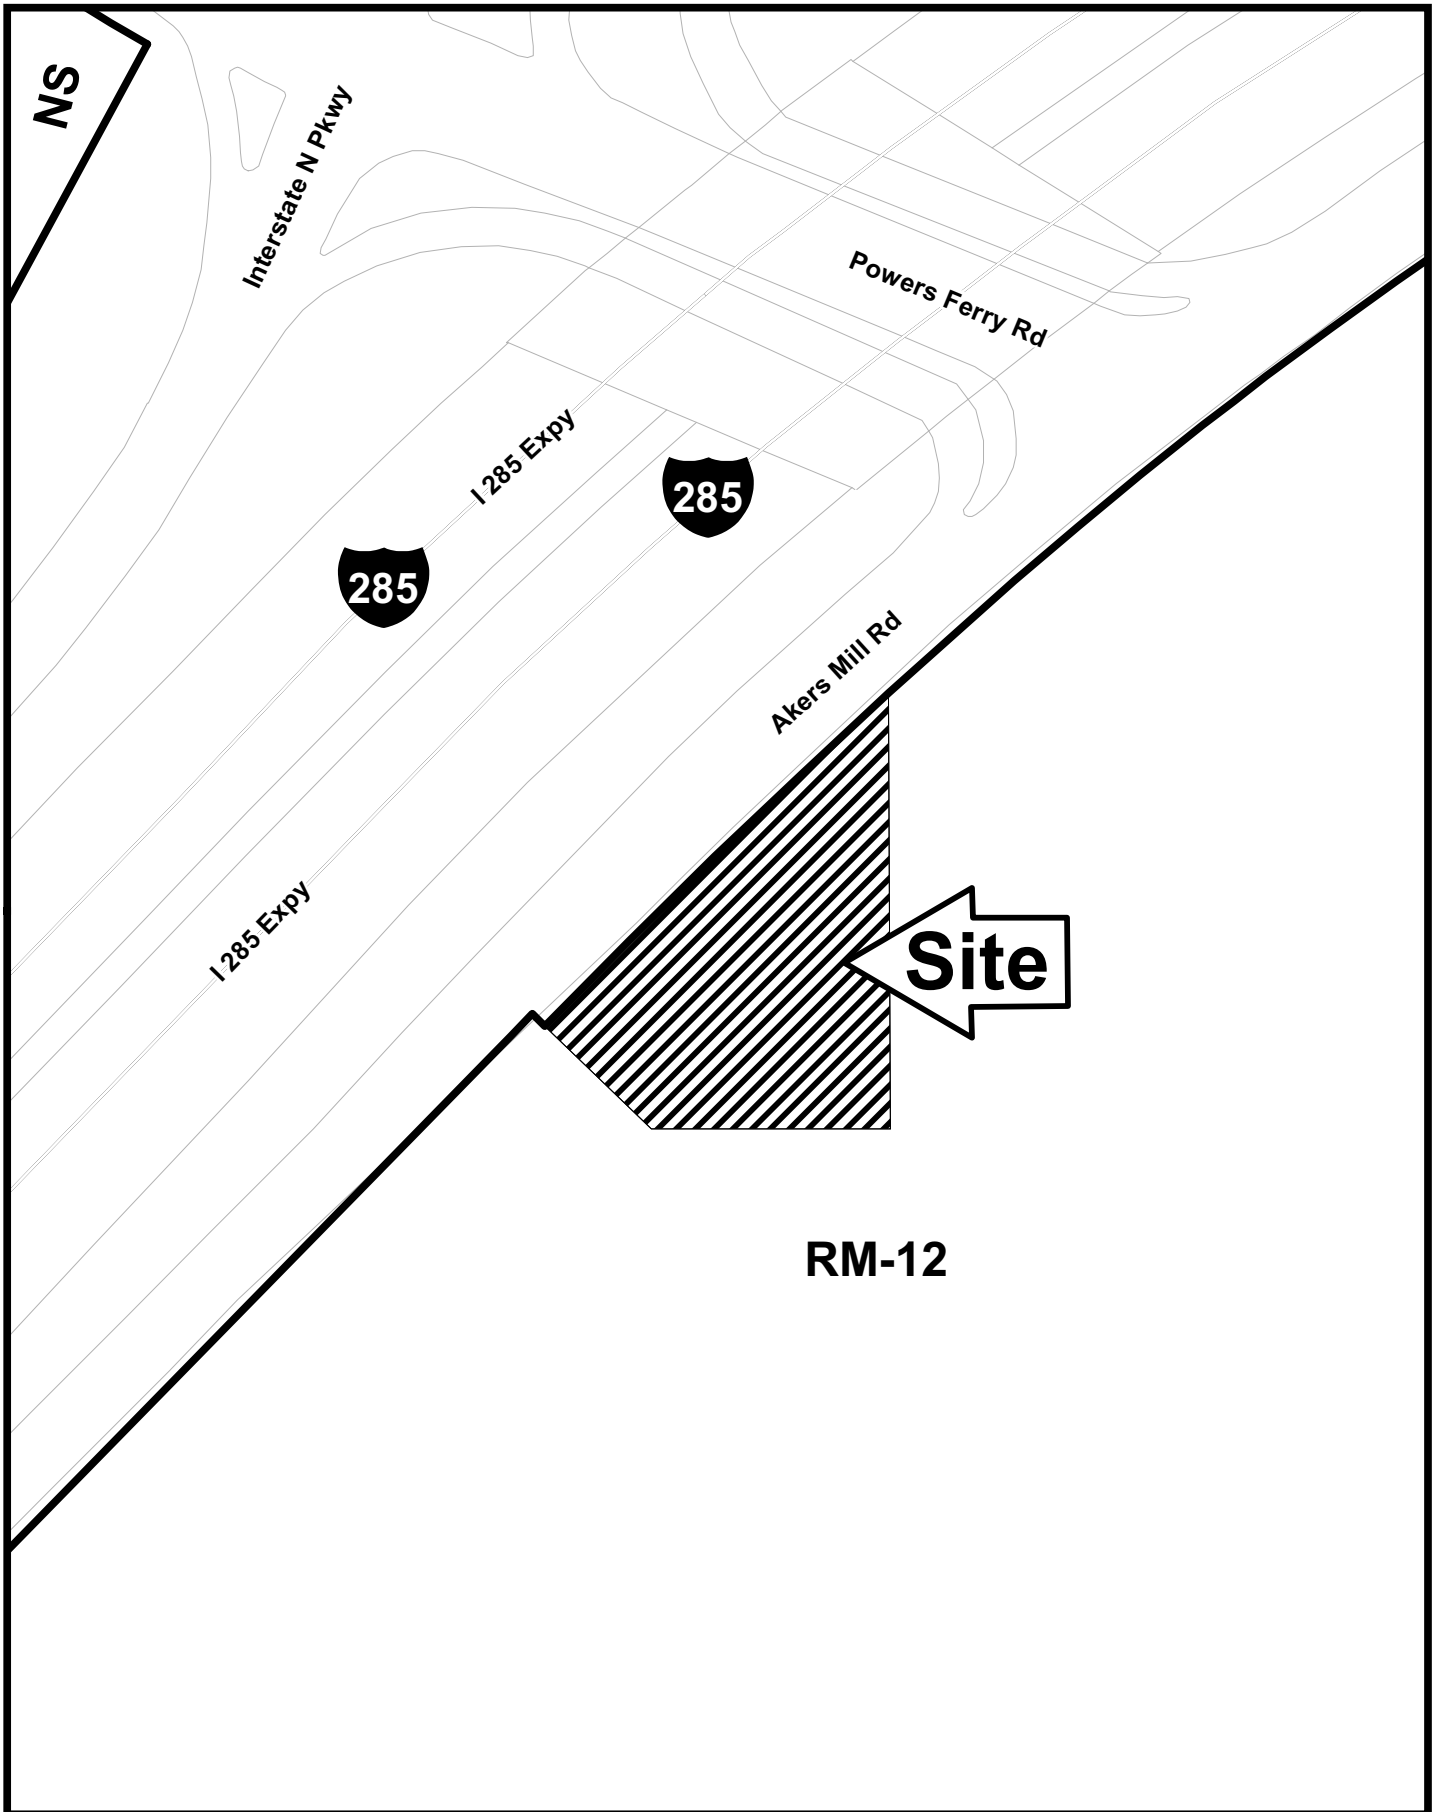 NS
Interstate N Pkwy
Powers Ferry Rd
I 285 Expy
285
285
Akers Mill Rd
I 285 Expy
Site
RM-12